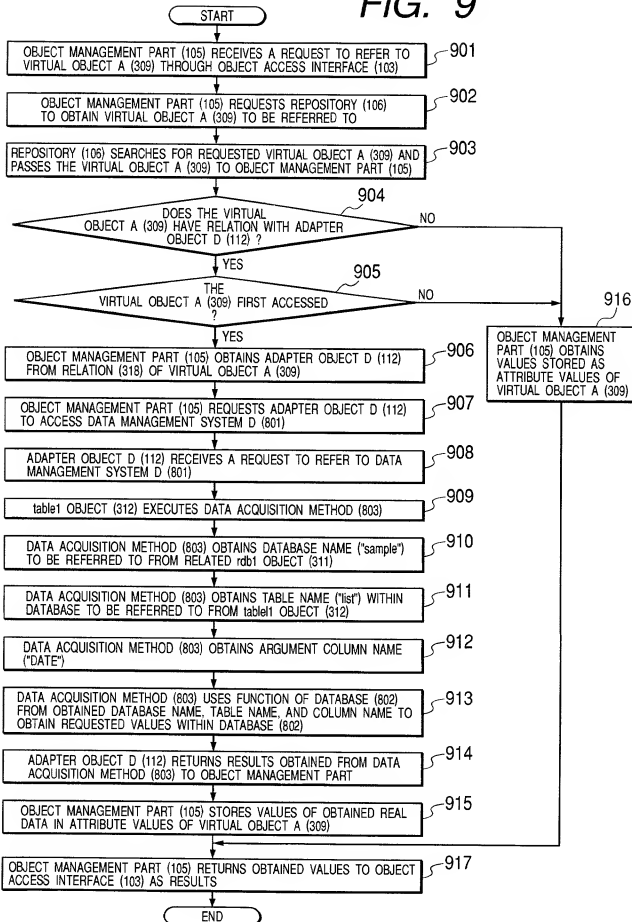 FIG. 9
START
OBJECT MANAGEMENT PART (105) RECEIVES A REQUEST TO REFER TO
VIRTUAL OBJECT A (309) THROUGH OBJECT ACCESS INTERFACE (103)
901
OBJECT MANAGEMENT PART (105) REQUESTS REPOSITORY (106)
TO OBTAIN VIRTUAL OBJECT A (309) TO BE REFERRED TO
902
REPOSITORY (106) SEARCHES FOR REQUESTED VIRTUAL OBJECT A (309) AND
PASSES THE VIRTUAL OBJECT A (309) TO OBJECT MANAGEMENT PART (105)
903
904
DOES THE VIRTUAL
OBJECT A (309) HAVE RELATION WITH ADAPTER
OBJECT D (112) ?
NO
YES
905
THE
VIRTUAL OBJECT A (309) FIRST ACCESSED
?
NO
YES
916
OBJECT MANAGEMENT
PART (105) OBTAINS
VALUES STORED AS
ATTRIBUTE VALUES OF
VIRTUAL OBJECT A (309)
OBJECT MANAGEMENT PART (105) OBTAINS ADAPTER OBJECT D (112)
FROM RELATION (318) OF VIRTUAL OBJECT A (309)
906
OBJECT MANAGEMENT PART (105) REQUESTS ADAPTER OBJECT D (112)
TO ACCESS DATA MANAGEMENT SYSTEM D (801)
907
ADAPTER OBJECT D (112) RECEIVES A REQUEST TO REFER TO DATA
MANAGEMENT SYSTEM D (801)
908
table1 OBJECT (312) EXECUTES DATA ACQUISITION METHOD (803)
909
DATA ACQUISITION METHOD (803) OBTAINS DATABASE NAME ("sample")
TO BE REFERRED TO FROM RELATED rdb1 OBJECT (311)
910
DATA ACQUISITION METHOD (803) OBTAINS TABLE NAME ("list") WITHIN
DATABASE TO BE REFERRED TO FROM tablel1 OBJECT (312)
911
DATA ACQUISITION METHOD (803) OBTAINS ARGUMENT COLUMN NAME
("DATE")
912
DATA ACQUISITION METHOD (803) USES FUNCTION OF DATABASE (802)
FROM OBTAINED DATABASE NAME, TABLE NAME, AND COLUMN NAME TO
OBTAIN REQUESTED VALUES WITHIN DATABASE (802)
913
ADAPTER OBJECT D (112) RETURNS RESULTS OBTAINED FROM DATA
ACQUISITION METHOD (803) TO OBJECT MANAGEMENT PART
914
OBJECT MANAGEMENT PART (105) STORES VALUES OF OBTAINED REAL
DATA IN ATTRIBUTE VALUES OF VIRTUAL OBJECT A (309)
915
OBJECT MANAGEMENT PART (105) RETURNS OBTAINED VALUES TO OBJECT
ACCESS INTERFACE (103) AS RESULTS
917
END